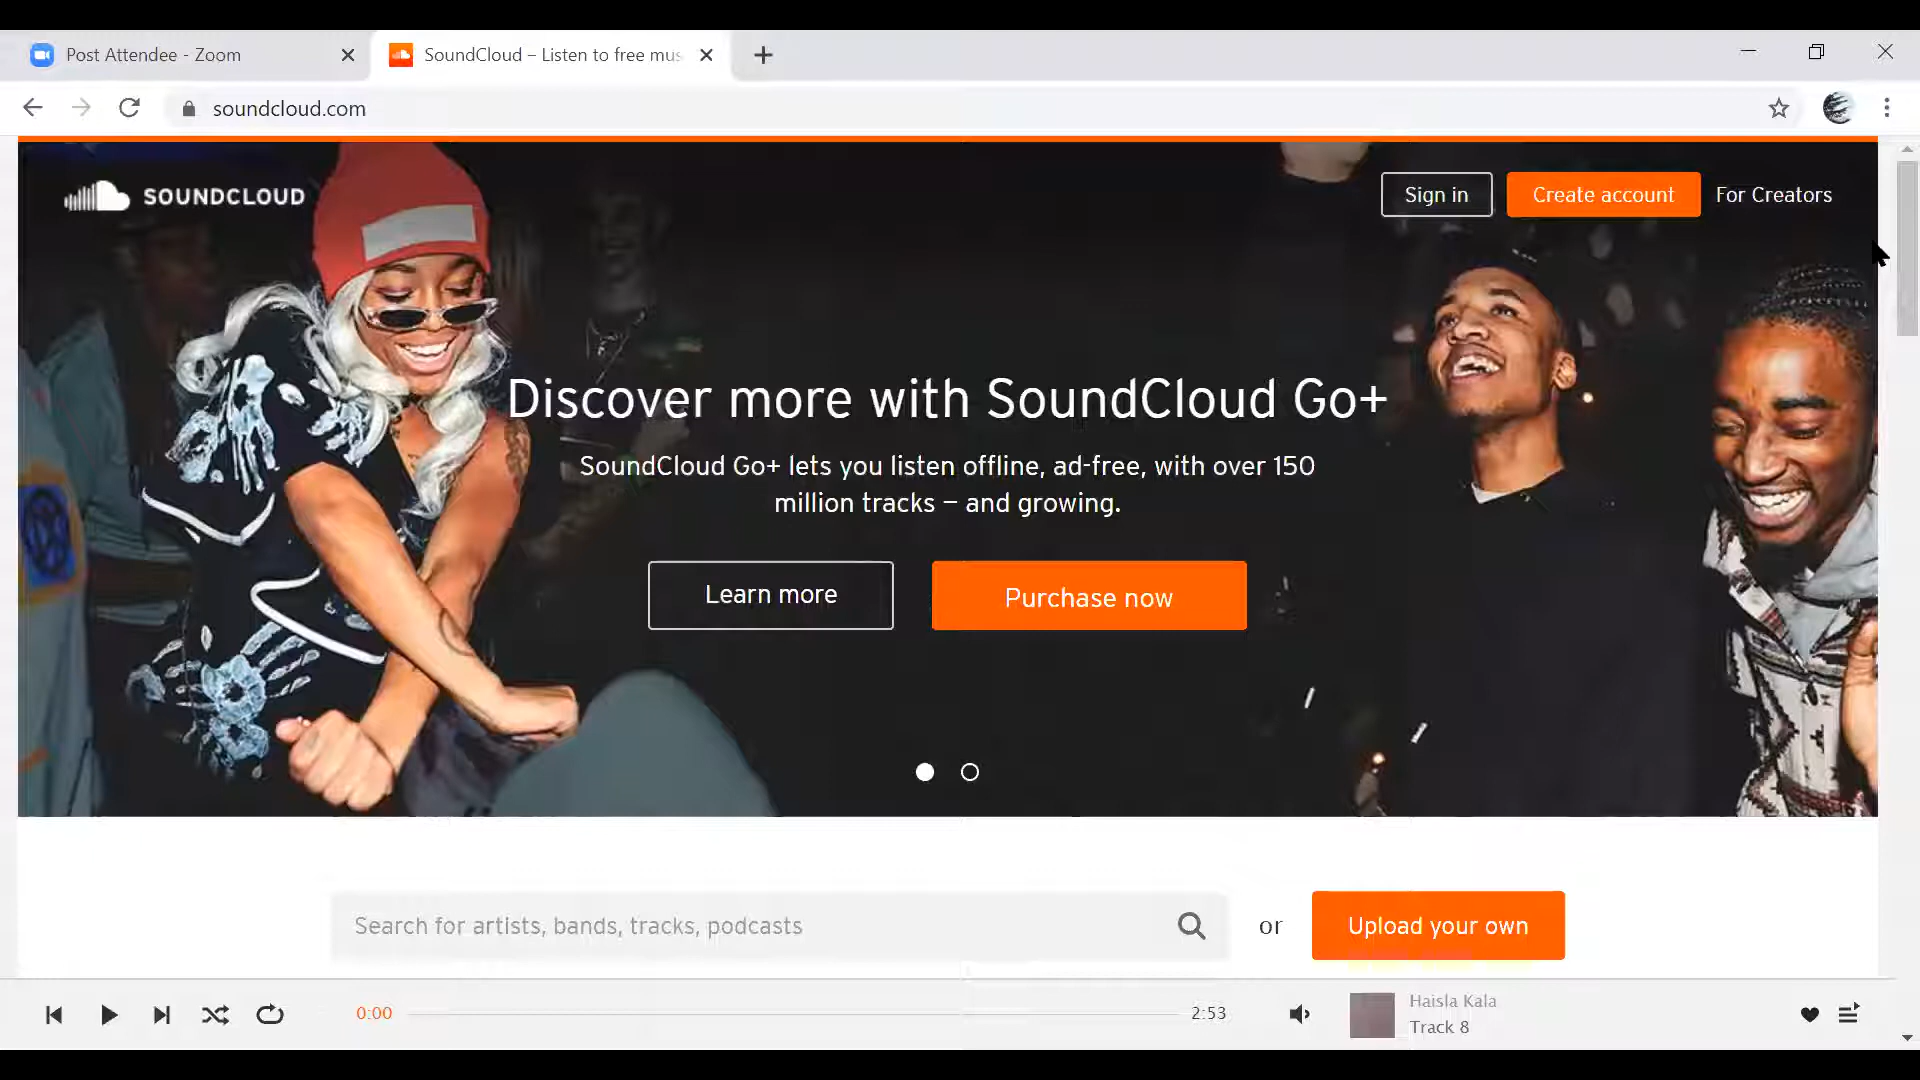 Post Attendee - Zoom
SoundCloud – Listen to free mus
soundcloud.com
SOUNDCLOUD
Sign in
Create account
For Creators
Discover more with SoundCloud Go+
SoundCloud Go+ lets you listen offline, ad-free, with over 150
million tracks – and growing.
Learn more
Purchase now
Search for artists, bands, tracks, podcasts
or
Upload your own
0:00
2:53
Haisla Kala
Track 8